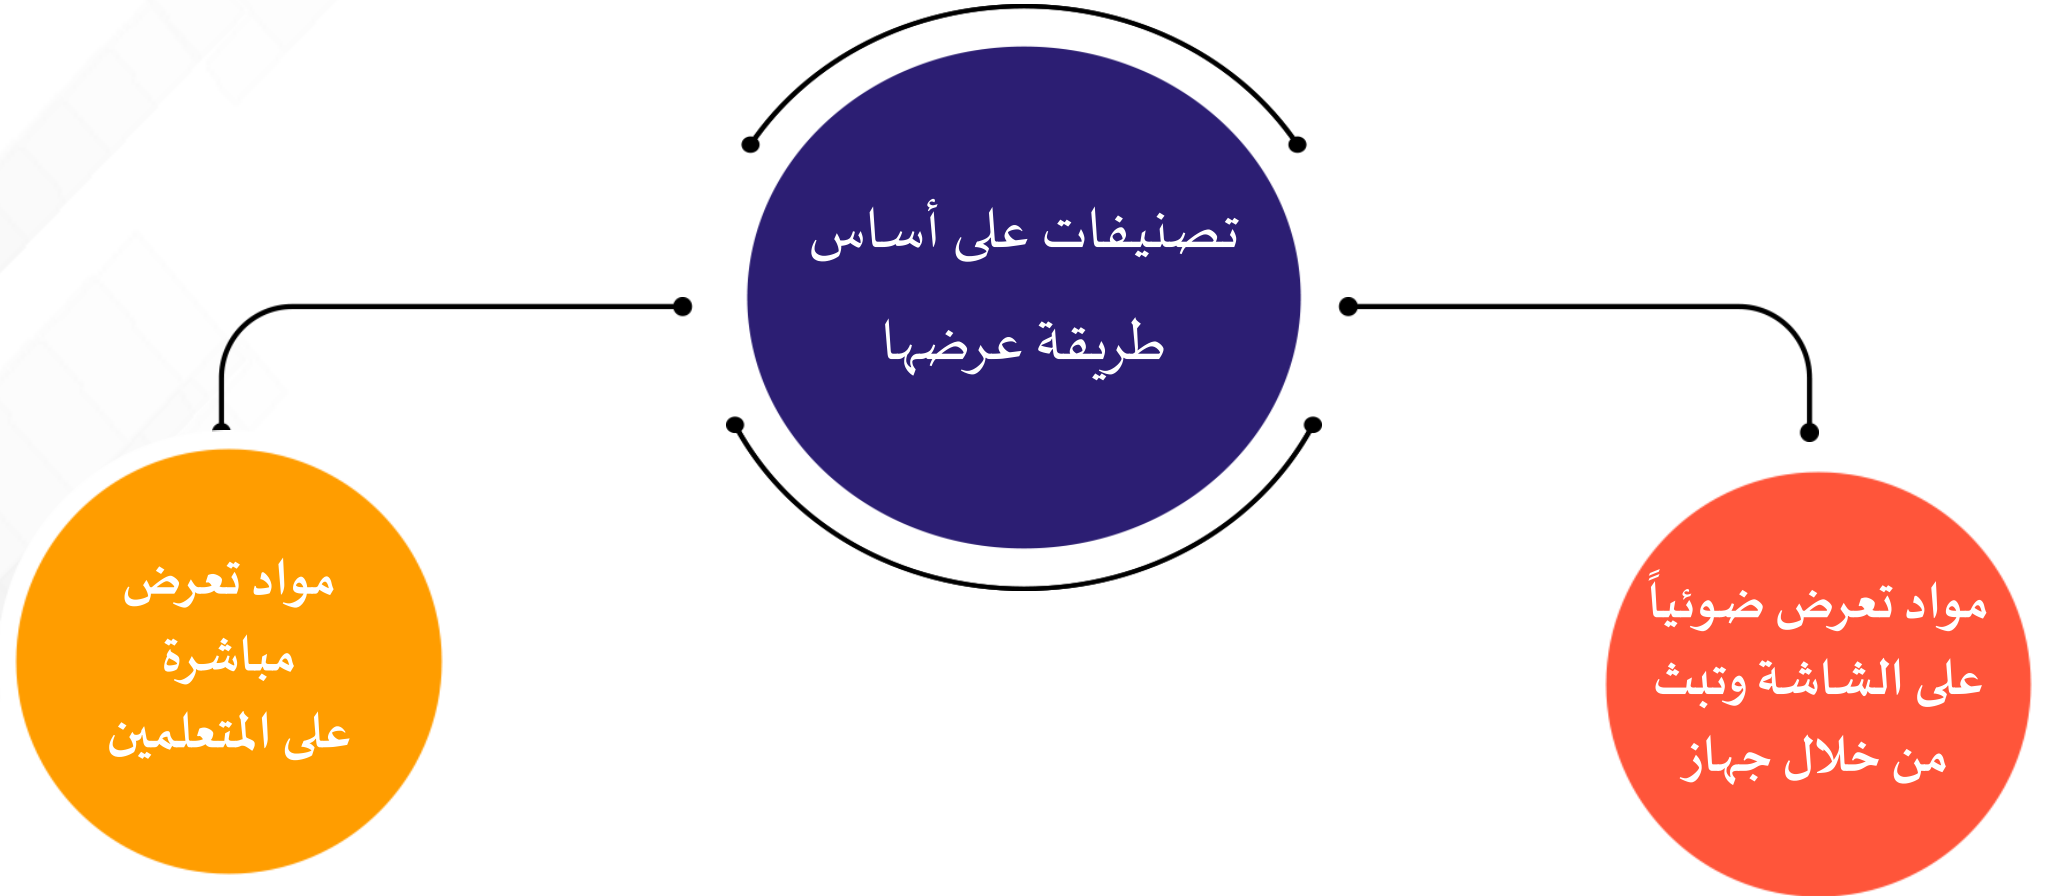 تصنيفات على أساس
طريقة عرضها
مواد تعرض ضوئياً
على الشاشة وتبث
من خلال جهاز
مواد تعرض
مباشرة
على المتعلمين